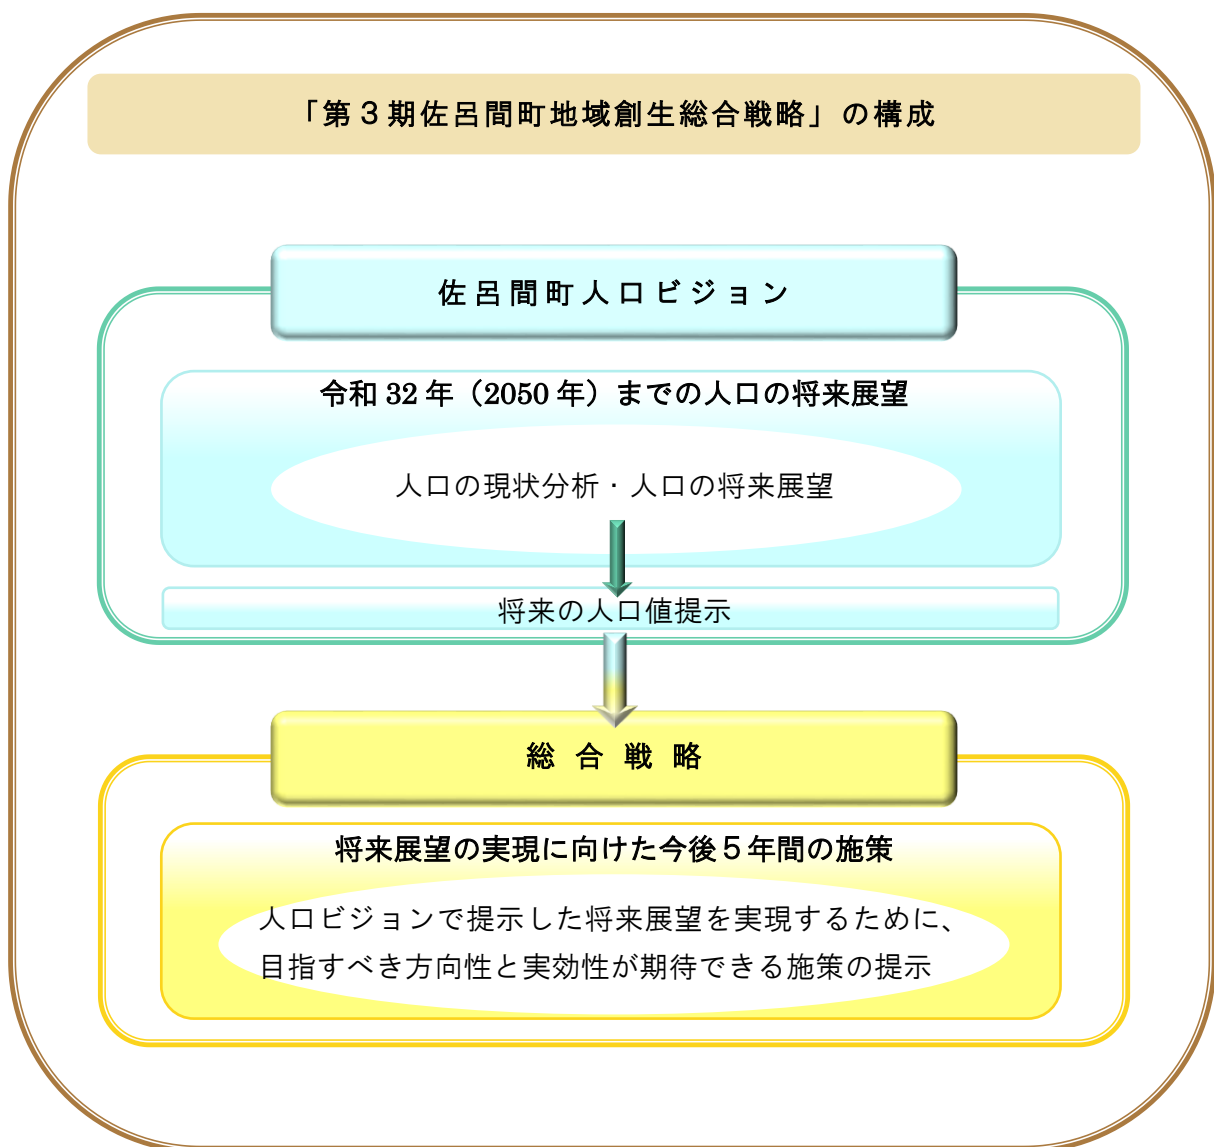 「第３期佐呂間町地域創生総合戦略」の構成
佐呂間町人口ビジョン
令和 32 年（2050 年）までの人口の将来展望
人口の現状分析・人口の将来展望
将来の人口値提示
総合戦略
将来展望の実現に向けた今後５年間の施策
人口ビジョンで提示した将来展望を実現するために、
目指すべき方向性と実効性が期待できる施策の提示